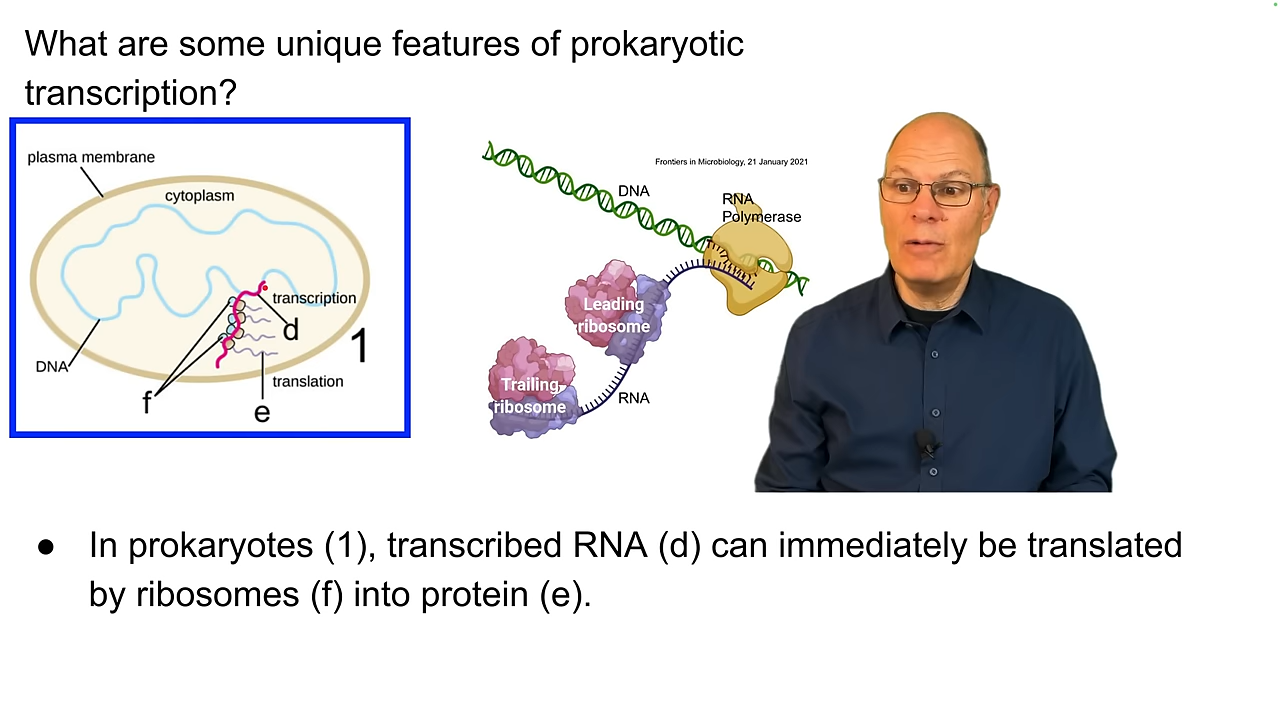 What are some unique features of prokaryotic
transcription?
plasma membrane
cytoplasm
transcription
d
1
DNA
translation
f
e
Frontiers in Microbiology, 21 January 2021
DNA
RNA
Polymerase
Leading
ribosome
Trailing
ribosome
RNA
● In prokaryotes (1), transcribed RNA (d) can immediately be translated
by ribosomes (f) into protein (e).